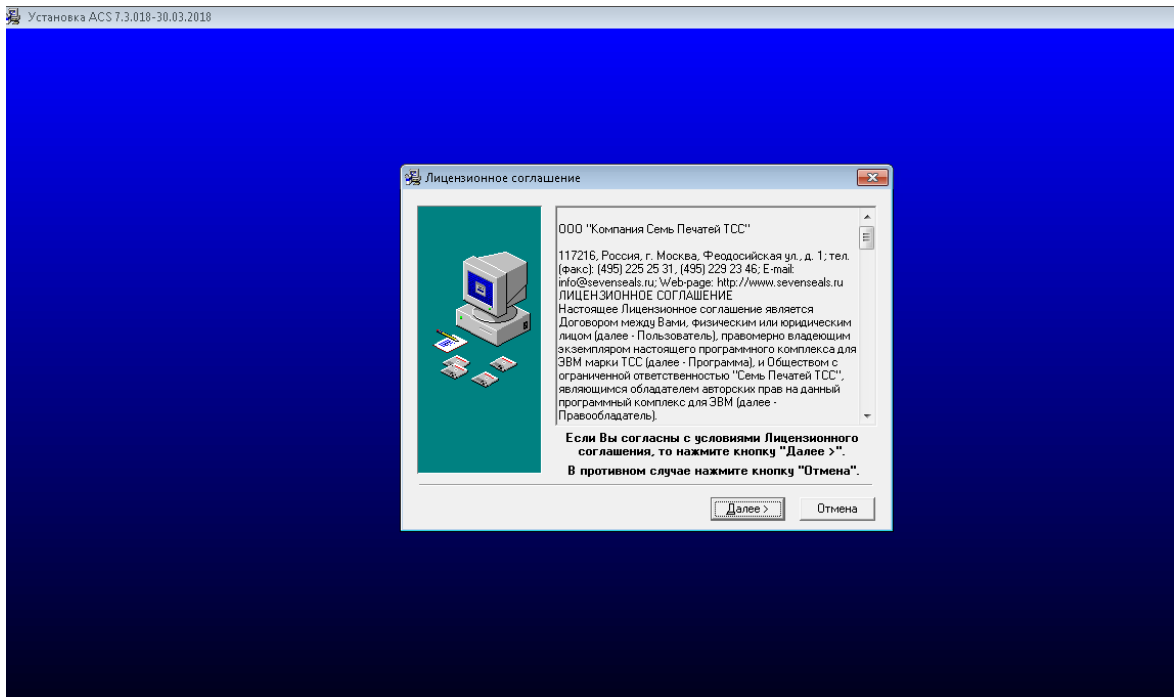 Установка ACS 7.3.018-30.03.2018
Лицензионное соглашение
ООО "Компания Семь Печатей ТСС"
117216, Россия, г. Москва, Феодосийская ул., д. 1; тел.
(факс): (495) 225 25 31, (495) 229 23 46; E-mail:
info@sevenseals.ru; Web-page: http://www.sevenseals.ru
ЛИЦЕНЗИОННОЕ СОГЛАШЕНИЕ
Настоящее Лицензионное соглашение является
Договором между Вами, физическим или юридическим
лицом (далее - Пользователь), правомерно владеющим
экземпляром настоящего программного комплекса для
ЭВМ марки ТСС (далее - Программа), и Обществом с
ограниченной ответственностью "Семь Печатей ТСС",
являющимся обладателем авторских прав на данный
программный комплекс для ЭВМ (далее -
Правообладатель).
Если Вы согласны с условиями Лицензионного
соглашения, то нажмите кнопку "Далее >".
В противном случае нажмите кнопку "Отмена".
Далее >
Отмена